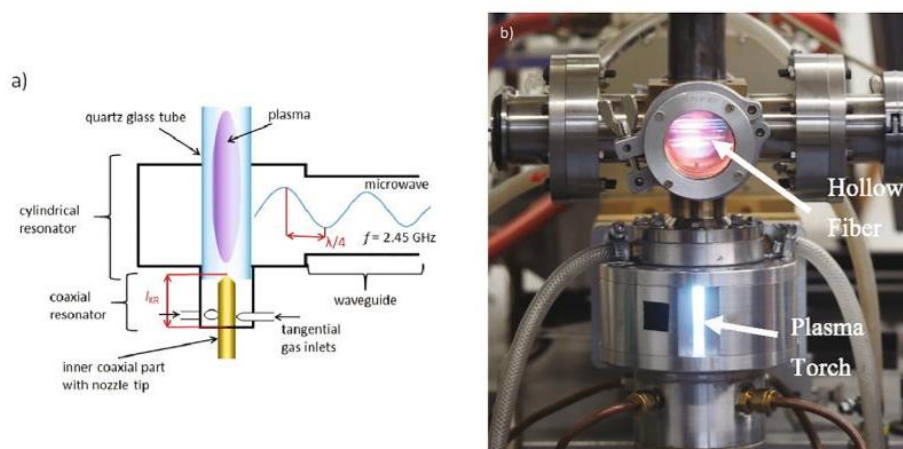 a)
quartz glass tube
plasma
cylindrical
resonator
microwave
λ/4
f = 2.45 GHz
coaxial
resonator
lKR
waveguide
tangential
gas inlets
inner coaxial part
with nozzle tip
b)
Hollow
Fiber
Plasma
Torch